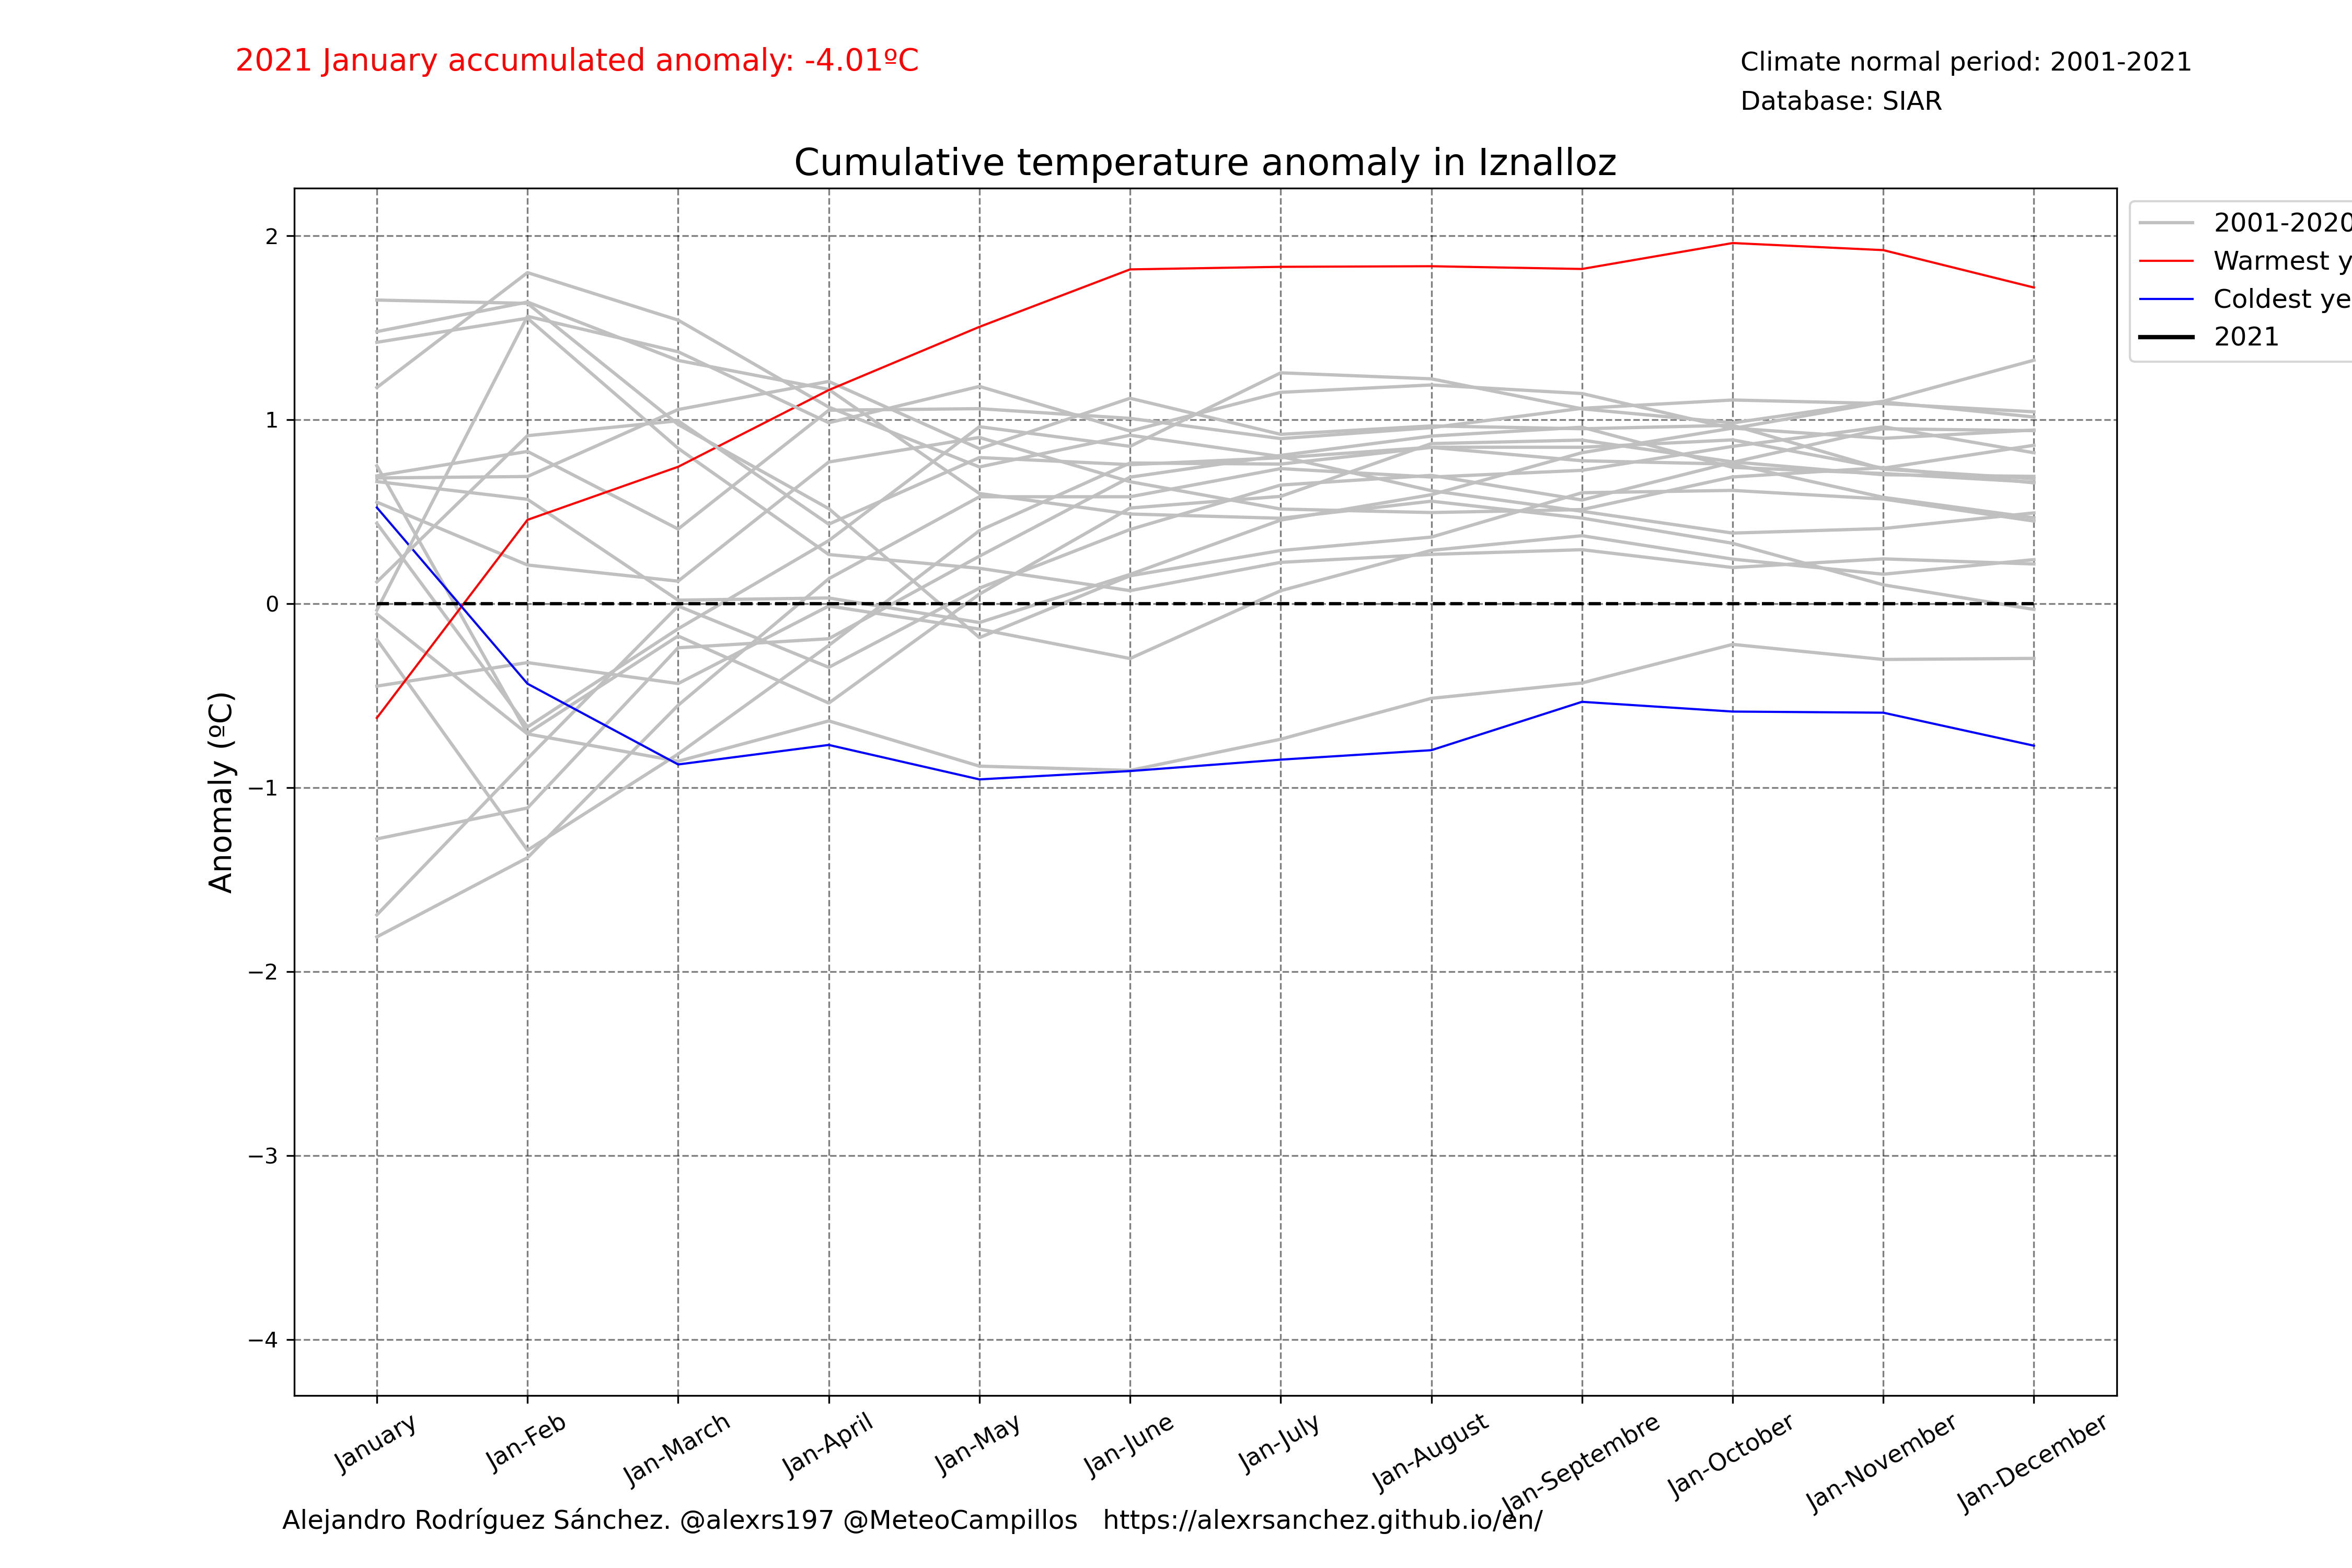 2021 January accumulated anomaly: -4.01ºC
Climate normal period: 2001-2021
Database: SIAR
Cumulative temperature anomaly in Iznalloz
2001-2020
Warmest
Coldest
2021
Anomaly (ºC)
2
1
0
−1
−2
−3
−4
January
Jan-Feb
Jan-March
Jan-April
Jan-May
Jan-June
Jan-July
Jan-August
Jan-Septembre
Jan-October
Jan-November
Jan-December
Alejandro Rodríguez Sánchez. @alexrs197 @MeteoCampillos https://alexrsanchez.github.io/en/